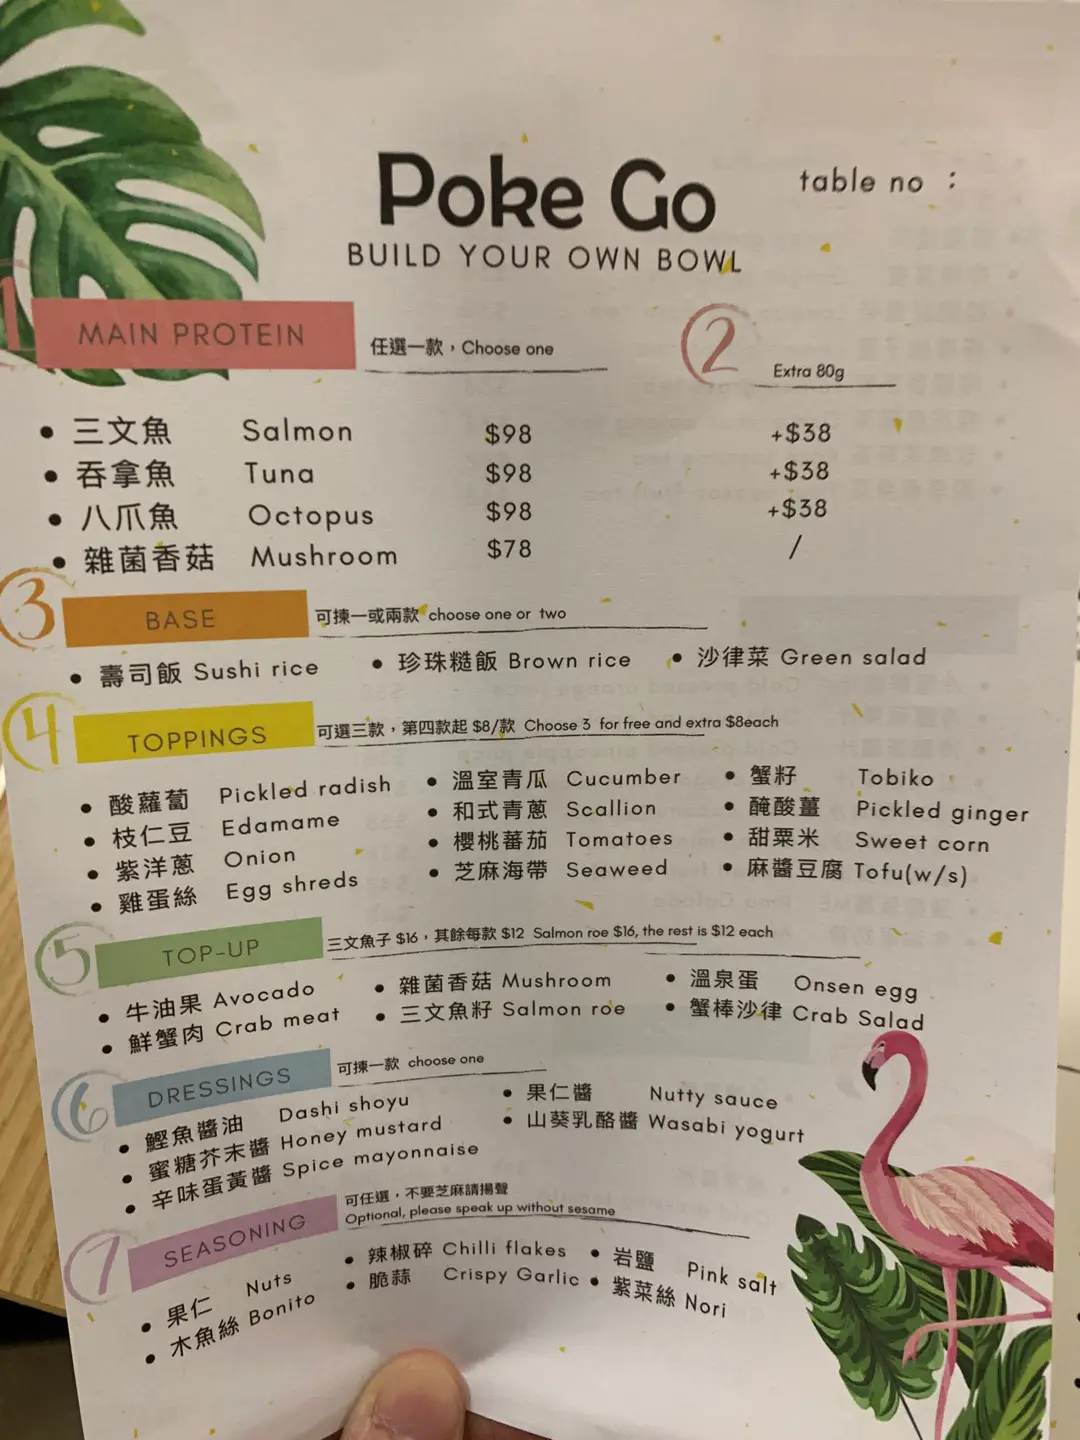 Poke Go
table no :
BUILD YOUR OWN BOWL
1 MAIN PROTEIN 任選一款，Choose one
2 Extra 80g
• 三文魚 Salmon $98 +$38
• 吞拿魚 Tuna $98 +$38
• 八爪魚 Octopus $98 +$38
• 雜菌香菇 Mushroom $78 /
3 BASE 可揀一或兩款 choose one or two
• 壽司飯 Sushi rice • 珍珠糙飯 Brown rice • 沙律菜 Green salad
4 TOPPINGS 可選三款，第四款起 $8/款 Choose 3 for free and extra $8each
• 酸蘿蔔 Pickled radish • 溫室青瓜 Cucumber • 蟹籽 Tobiko
• 枝仁豆 Edamame • 和式青蔥 Scallion • 醃酸薑 Pickled ginger
• 紫洋蔥 Onion • 櫻桃蕃茄 Tomatoes • 甜粟米 Sweet corn
• 雞蛋絲 Egg shreds • 芝麻海帶 Seaweed • 麻醬豆腐 Tofu(w/s)
5 TOP-UP 三文魚子 $16，其餘每款 $12 Salmon roe $16, the rest is $12 each
• 牛油果 Avocado • 雜菌香菇 Mushroom • 溫泉蛋 Onsen egg
• 鮮蟹肉 Crab meat • 三文魚籽 Salmon roe • 蟹棒沙律 Crab Salad
6 DRESSINGS 可揀一款 choose one
• 鰹魚醬油 Dashi shoyu • 果仁醬 Nutty sauce
• 蜜糖芥末醬 Honey mustard • 山葵乳酪醬 Wasabi yogurt
• 辛味蛋黃醬 Spice mayonnaise
7 SEASONING 可任選，不要芝麻請揚聲
Optional, please speak up without sesame
• 果仁 Nuts • 辣椒碎 Chilli flakes • 岩鹽 Pink salt
• 木魚絲 Bonito • 脆蒜 Crispy Garlic • 紫菜絲 Nori